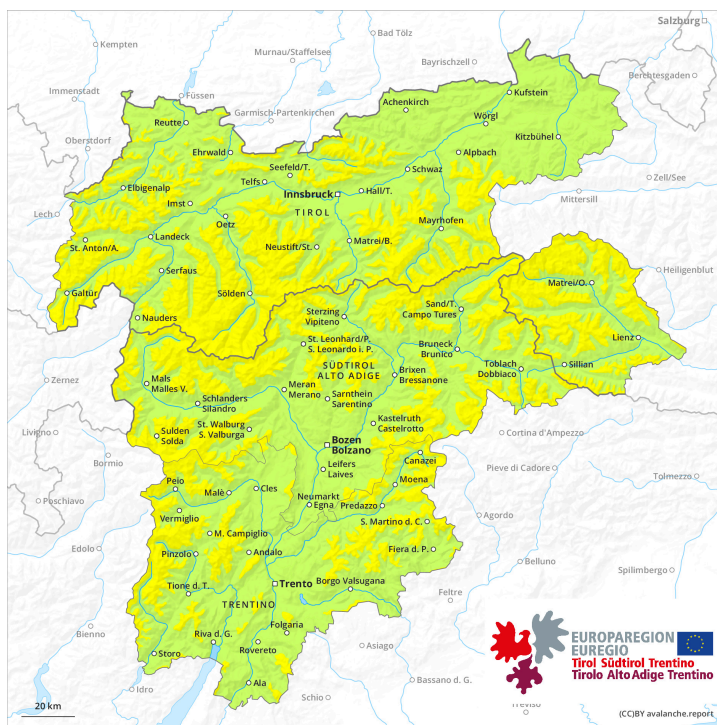 Salzburg
Kempten
Bad Tölz
Murnau/Staffelsee
Bayrischzell
Berchtesgaden
Immenstadt
Füssen
Kufstein
Achenkirch
Garmisch-Partenkirchen
Wörgl
Reutte
Kitzbühel
Oberstdorf
Ehrwald
Alpbach
Seefeld/T.
Schwaz
Zell/See
Telfs
Elbigenalp
Innsbruck
Hall/T.
Mittersill
Imst
TIROL
Lech
Oetz
Mayrhofen
Landeck
Matrei/B.
St. Anton/A.
Neustift/St.
Serfaus
Heiligenblut
Matrei/O.
Galtür
Sölden
Sand/T.
Campo Tures
Nauders
Sterzing
Vipiteno
Lienz
St. Leonhard/P.
S. Leonardo i. P.
Bruneck
Brunico
Toblach
Dobbiaco
Sillian
SÜDTIROL
ALTO ADIGE
Brixen
Bressanone
Zernez
Mals
Malles V.
Meran
Merano
Schlanders
Silandro
Sarnthein
Sarentino
Kastelruth
Castelrotto
St. Walburg
S. Valburga
Livigno
Sulden
Solda
Bozen
Bolzano
Cortina d'Ampezzo
Bormio
Canazei
Leifers
Laives
Pieve di Cadore
Tolmezzo
Peio
Moena
Poschiavo
Malè
Cles
Neumarkt
Egna
Predazzo
Vermiglio
Agordo
S. Martino d. C.
M. Campiglio
Edolo
Pinzolo
Andalo
Fiera d. P.
Belluno
Spilimbergo
Tione d. T.
Trento
Borgo Valsugana
Feltre
TRENTINO
Bienno
Folgaria
Riva d. G.
Rovereto
Asiago
Storo
Bassano d. G.
Idro
Ala
Schio
Treviso
EUROPAREGION
EUREGIO
Tirol Südtirol Trentino
Tirolo Alto Adige Trentino
20 km
(CC)BY avalanche.report